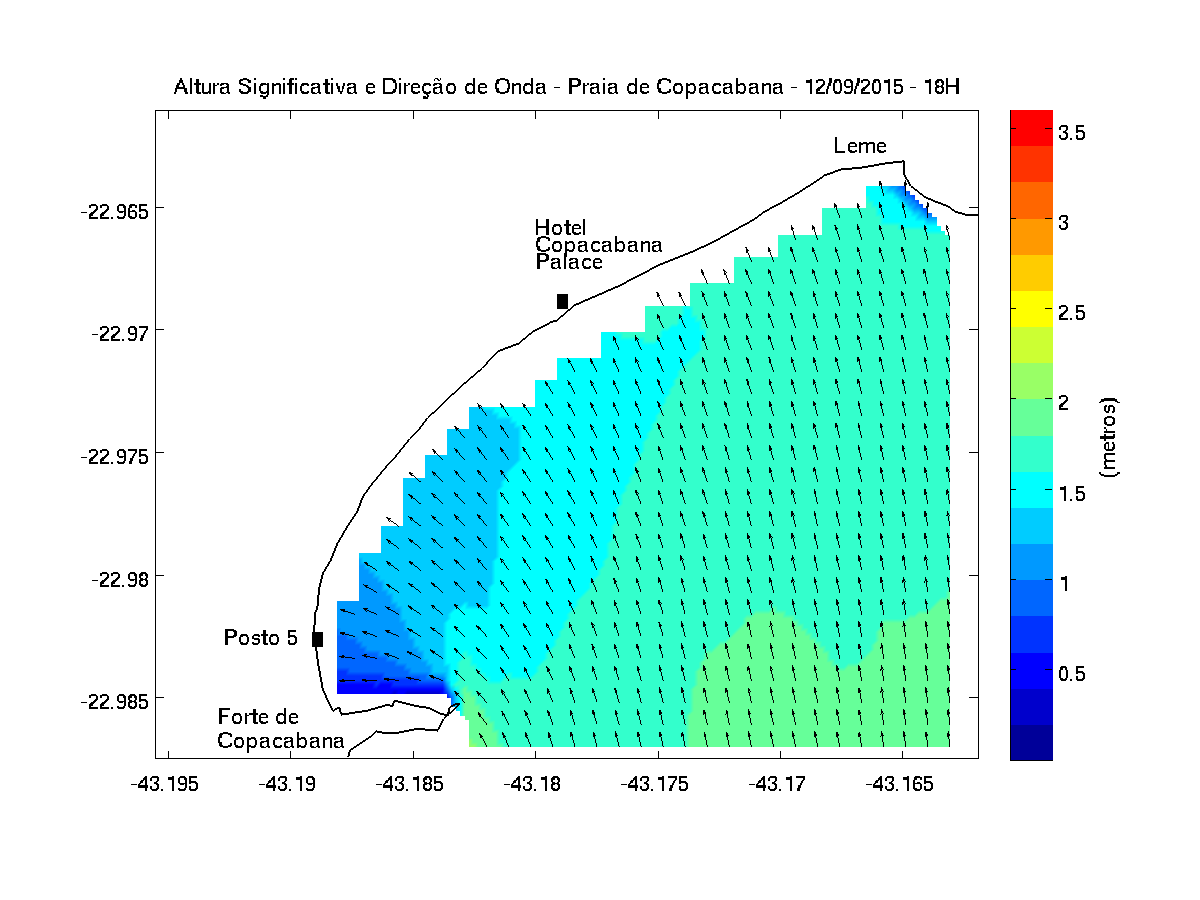 Altura Significativa e Direção de Onda - Praia de Copacabana - 12/09/2015 - 18H
Leme
Hotel
Copacabana
Palace
Posto 5
Forte de
Copacabana
-22.965
-22.97
-22.975
-22.98
-22.985
-43.195
-43.19
-43.185
-43.18
-43.175
-43.17
-43.165
3.5
3
2.5
2
1.5
1
0.5
(metros)